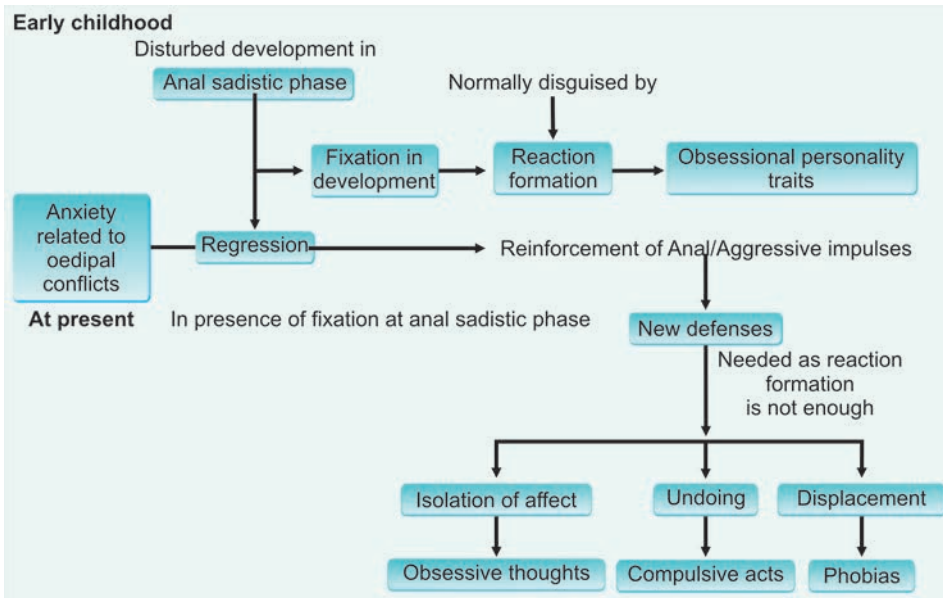 Early childhood
Disturbed development in
Anal sadistic phase
Normally disguised by
Fixation in
development
Reaction
formation
Obsessional personality
traits
Anxiety
related to
oedipal
conflicts
Regression
Reinforcement of Anal/Aggressive impulses
At present
In presence of fixation at anal sadistic phase
New defenses
Needed as reaction
formation
is not enough
Isolation of affect
Undoing
Displacement
Obsessive thoughts
Compulsive acts
Phobias